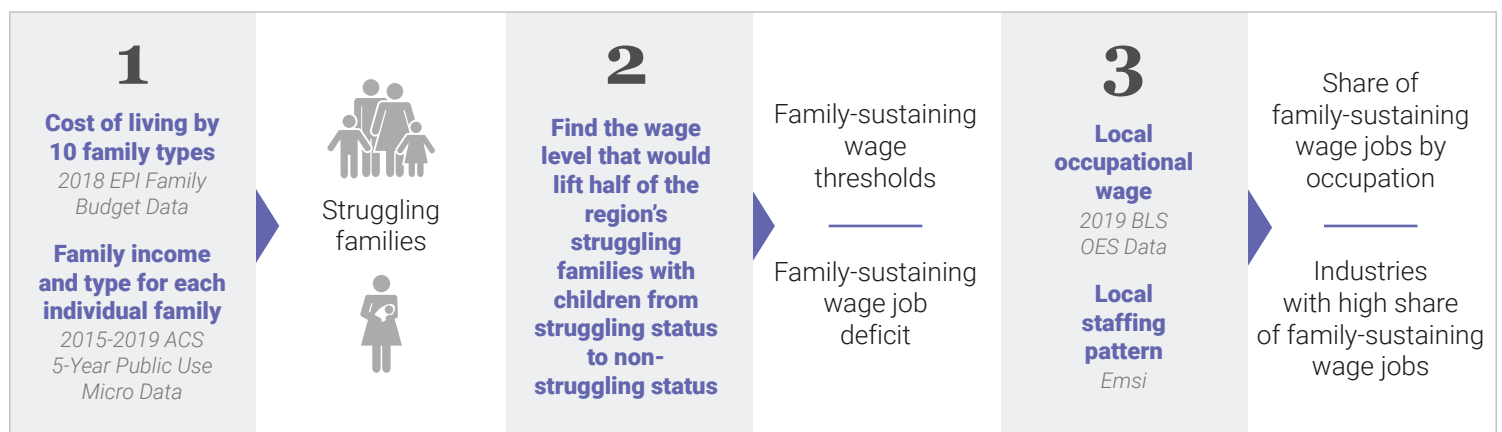 1
Cost of living by
10 family types
2018 EPI Family
Budget Data
Family income
and type for each
individual family
2015-2019 ACS
5-Year Public Use
Micro Data
Struggling
families
2
Find the wage
level that would
lift half of the
region's
struggling
families with
children from
struggling status
to non-
struggling status
Family-sustaining
wage
thresholds
Family-sustaining
wage job
deficit
3
Local
occupational
wage
2019 BLS
OES Data
Local
staffing
pattern
Emsi
Share of
family-sustaining
wage jobs by
occupation
Industries
with high share
of family-sustaining
wage jobs